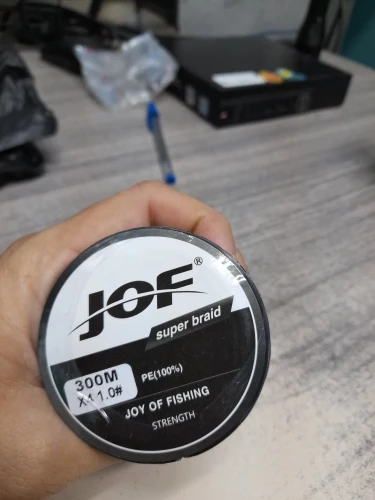 JOF®
super braid
300M
X4 1.0#
PE(100%)
JOY OF FISHING
STRENGTH